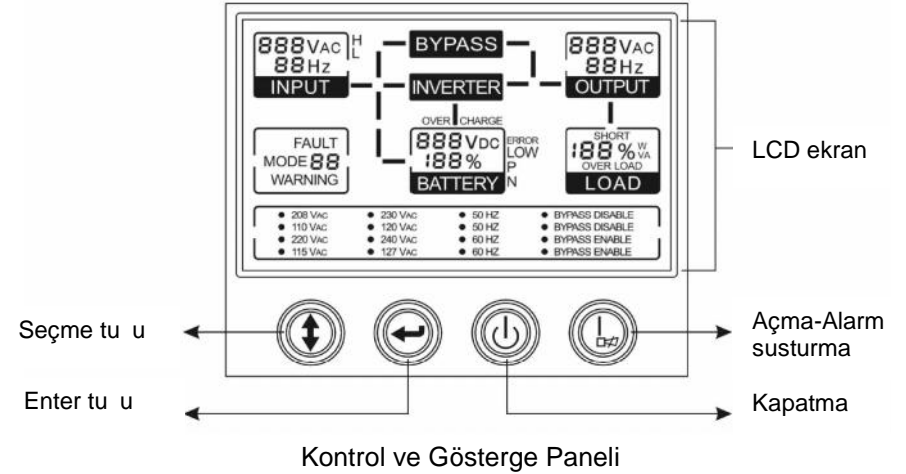 888VAC H
88Hz L
INPUT
BYPASS
INVERTER
888VAC
88Hz
OUTPUT
FAULT
MODE 88
WARNING
OVER CHARGE
888VDC
188%
BATTERY
ERROR
LOW
P
N
SHORT
188% W VA
OVER LOAD
LOAD
LCD ekran
● 208 VAC ● 230 VAC ● 50 HZ ● BYPASS DISABLE
● 110 VAC ● 120 VAC ● 50 HZ ● BYPASS DISABLE
● 220 VAC ● 240 VAC ● 60 HZ ● BYPASS ENABLE
● 115 VAC ● 127 VAC ● 60 HZ ● BYPASS ENABLE
Seçme tu u
Açma-Alarm
susturma
Enter tu u
Kapatma
Kontrol ve Gösterge Paneli